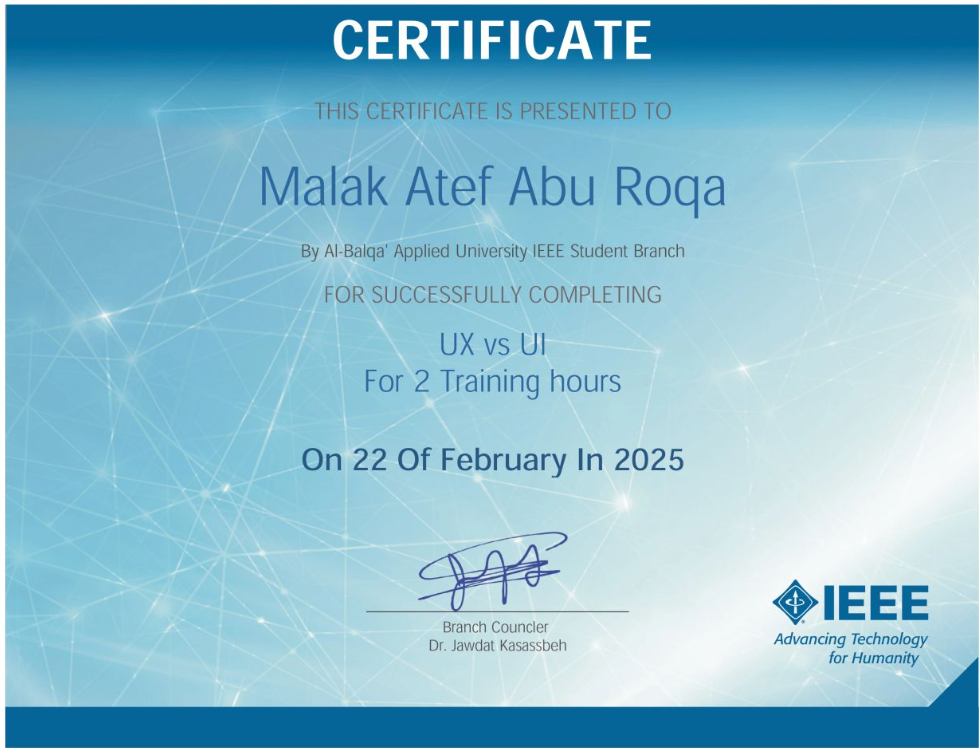 CERTIFICATE
THIS CERTIFICATE IS PRESENTED TO
Malak Atef Abu Roqa
By Al-Balqa' Applied University IEEE Student Branch
FOR SUCCESSFULLY COMPLETING
UX vs UI
For 2 Training hours
On 22 Of February In 2025
Branch Councler
Dr. Jawdat Kasassbeh
IEEE
Advancing Technology
for Humanity